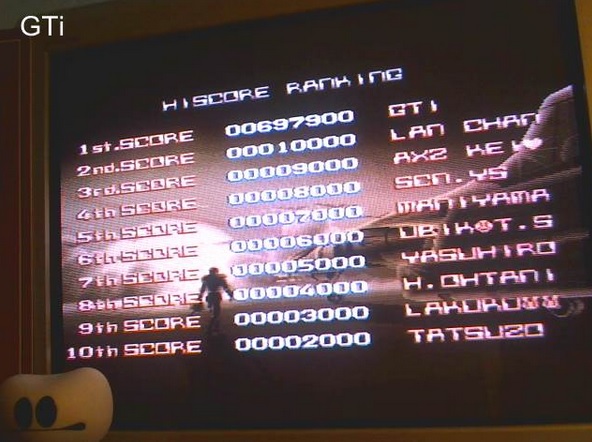 GTi
HISCORE RANKING
1st.SCORE 00697900 GTi
2nd.SCORE 00010000 LAN CHAN
3rd.SCORE 00009000 AXZ KEN♥
4th SCORE 00008000 SCN.YS
5th SCORE 00007000 MANIYAMA
6th SCORE 00006000
7th SCORE 00005000 YASUHIRO
8th SCORE 00004000 H.OHTANI
9th SCORE 00003000
10th SCORE 00002000 TATSUZO